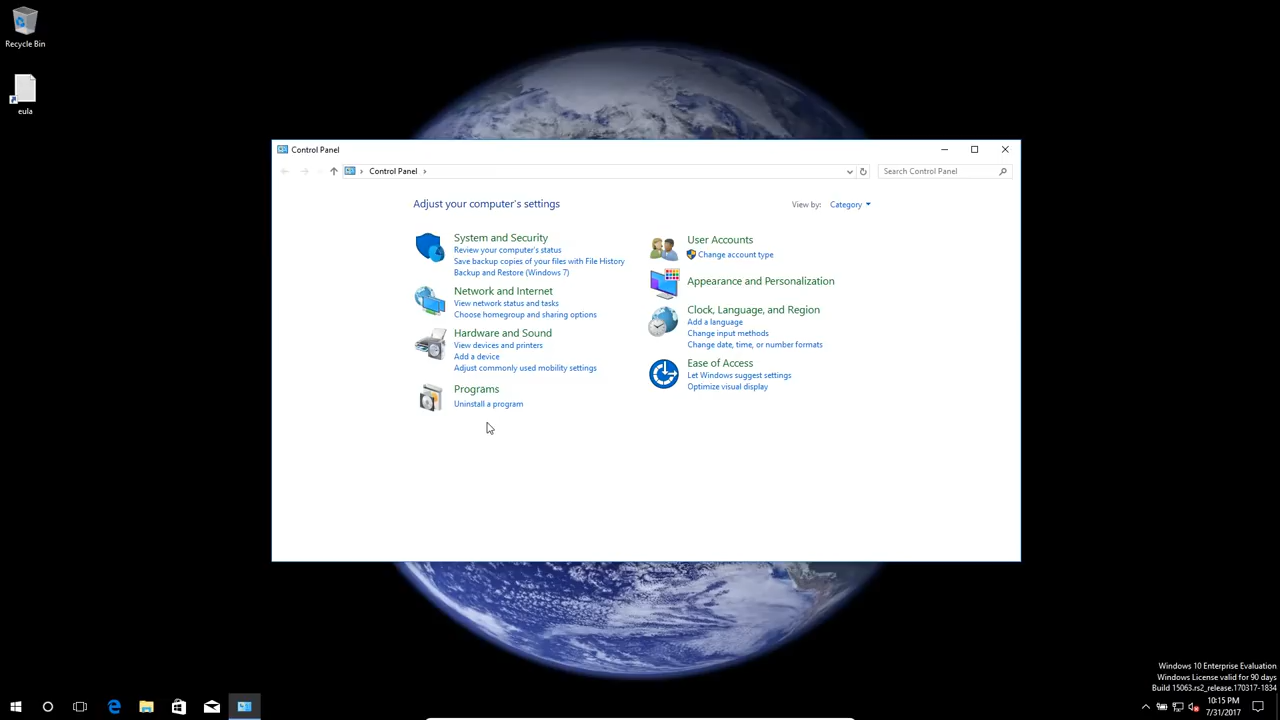 Recycle Bin
eula
Control Panel
Control Panel
Search Control Panel
Adjust your computer's settings
View by: Category
System and Security
Review your computer's status
Save backup copies of your files with File History
Backup and Restore (Windows 7)
Network and Internet
View network status and tasks
Choose homegroup and sharing options
Hardware and Sound
View devices and printers
Add a device
Adjust commonly used mobility settings
Programs
Uninstall a program
User Accounts
Change account type
Appearance and Personalization
Clock, Language, and Region
Add a language
Change input methods
Change date, time, or number formats
Ease of Access
Let Windows suggest settings
Optimize visual display
Windows 10 Enterprise Evaluation
Windows License valid for 90 days
Build 15063.rs2_release.170317-1834
10:15 PM
7/31/2017